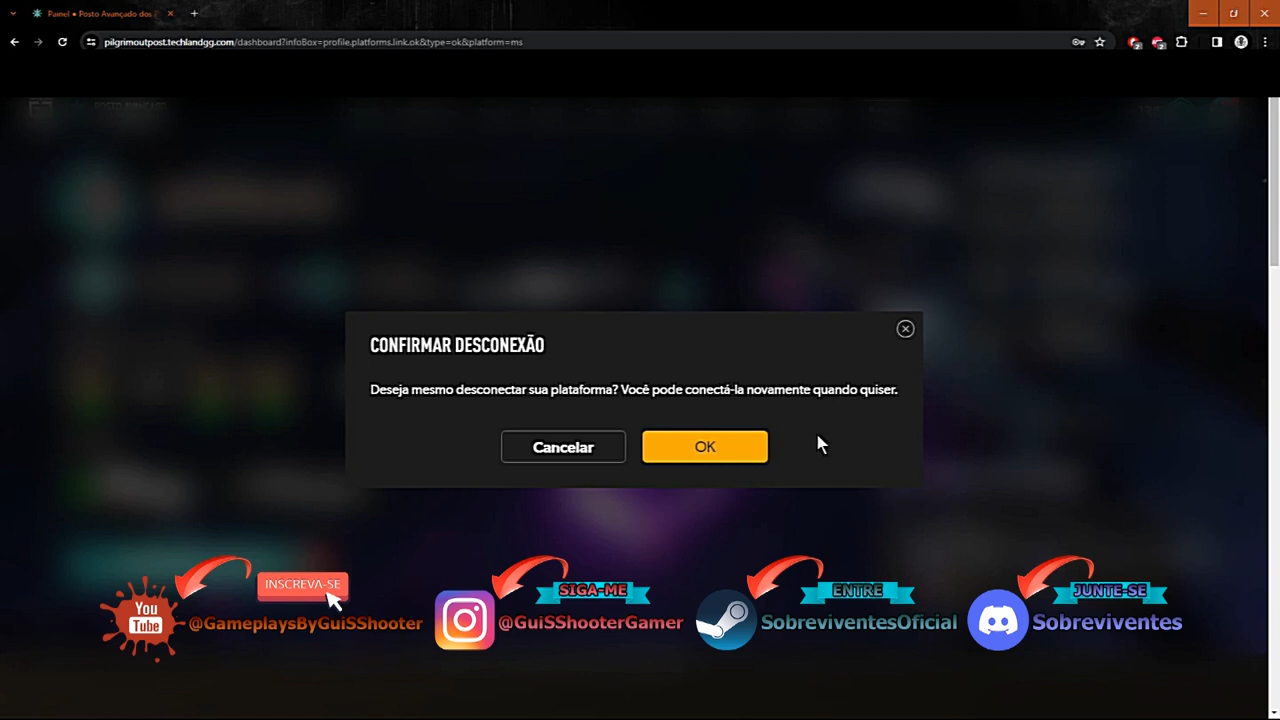 Painel • Posto Avançado dos P
pilgrimoutpost.techlandgg.com/dashboard?infoBox=profile.platforms.link.ok&type=ok&platform=ms
CONFIRMAR DESCONEXÃO
Deseja mesmo desconectar sua plataforma? Você pode conectá-la novamente quando quiser.
Cancelar
OK
INSCREVA-SE
You
Tube
@GameplaysByGuiSShooter
SIGA-ME
@GuiSShooterGamer
ENTRE
SobreviventesOficial
JUNTE-SE
Sobreviventes